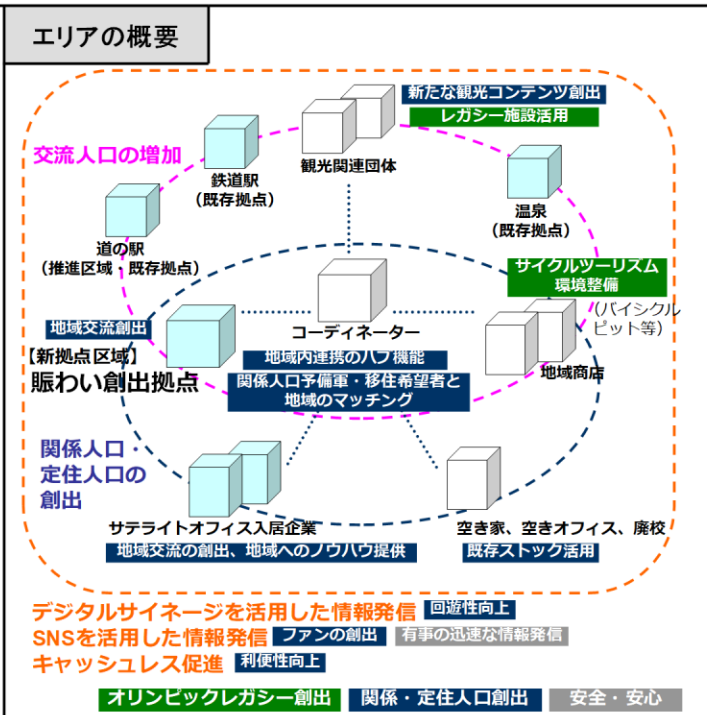 エリアの概要
新たな観光コンテンツ創出
レガシー施設活用
交流人口の増加
観光関連団体
鉄道駅
（既存拠点）
温泉
（既存拠点）
道の駅
（推進区域・既存拠点）
サイクルツーリズム
環境整備
（バイシクル
ピット等）
地域交流創出
コーディネーター
【新拠点区域】
賑わい創出拠点
地域内連携のハブ機能
地域商店
関係人口予備軍・移住希望者と
地域のマッチング
関係人口・
定住人口の
創出
サテライトオフィス入居企業
地域交流の創出、地域へのノウハウ提供
空き家、空きオフィス、廃校
既存ストック活用
デジタルサイネージを活用した情報発信 回遊性向上
SNSを活用した情報発信 ファンの創出 有事の迅速な情報発信
キャッシュレス促進 利便性向上
オリンピックレガシー創出 関係・定住人口創出 安全・安心